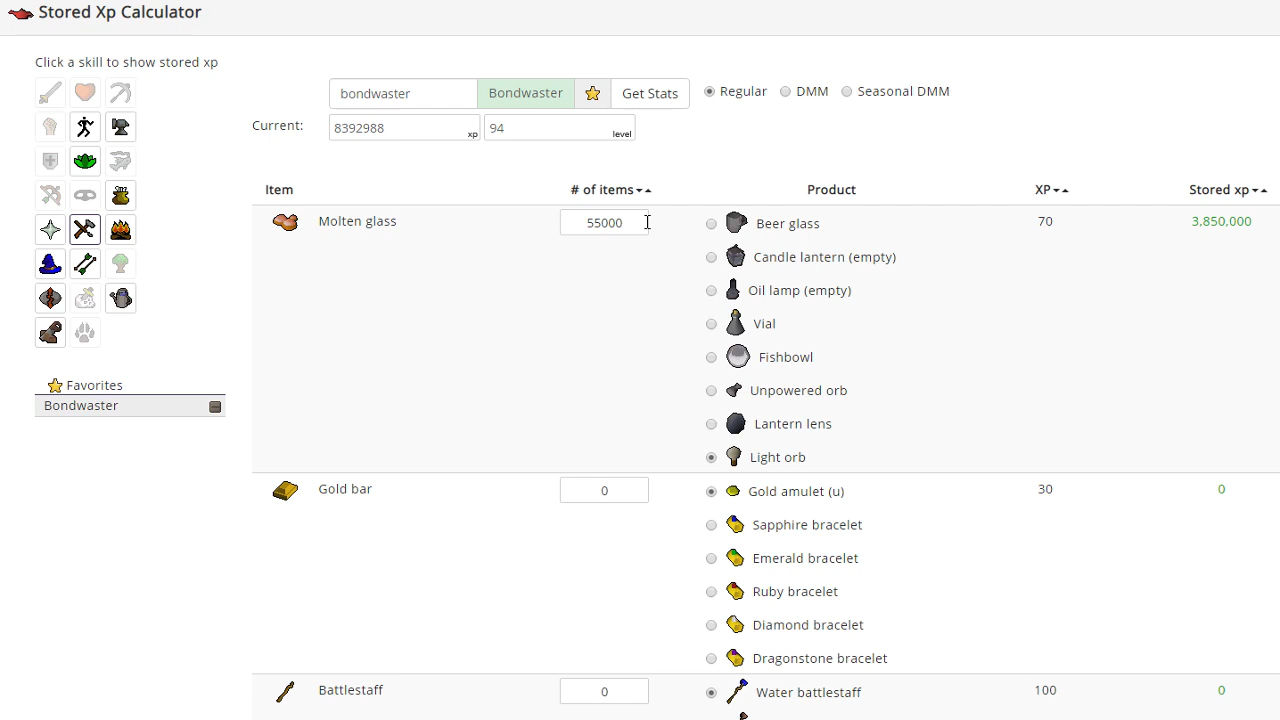 Stored Xp Calculator
Click a skill to show stored xp
bondwaster Bondwaster Get Stats Regular DMM Seasonal DMM
Current: 8392988 xp 94 level
Item # of items Product XP Stored xp
Molten glass 55000 Beer glass 70 3,850,000
Candle lantern (empty)
Oil lamp (empty)
Vial
Fishbowl
Unpowered orb
Lantern lens
Light orb
Favorites
Bondwaster
Gold bar 0 Gold amulet (u) 30 0
Sapphire bracelet
Emerald bracelet
Ruby bracelet
Diamond bracelet
Dragonstone bracelet
Battlestaff 0 Water battlestaff 100 0